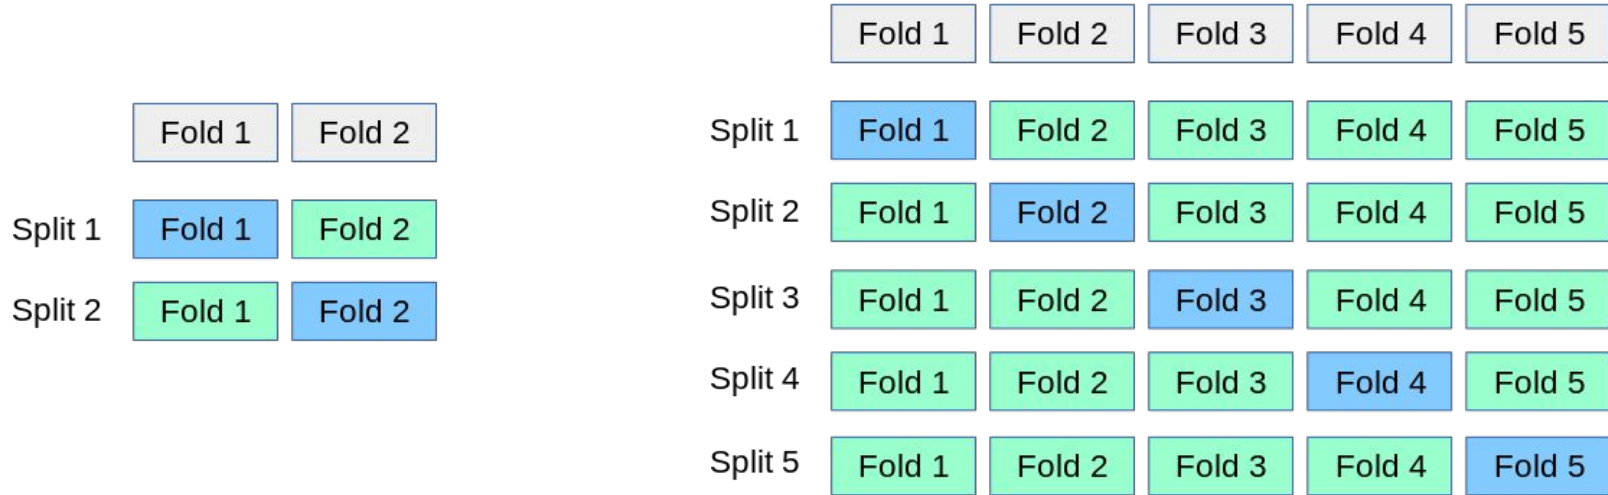 Fold 1 Fold 2
Split 1 Fold 1 Fold 2
Split 2 Fold 1 Fold 2
Fold 1 Fold 2 Fold 3 Fold 4 Fold 5
Split 1 Fold 1 Fold 2 Fold 3 Fold 4 Fold 5
Split 2 Fold 1 Fold 2 Fold 3 Fold 4 Fold 5
Split 3 Fold 1 Fold 2 Fold 3 Fold 4 Fold 5
Split 4 Fold 1 Fold 2 Fold 3 Fold 4 Fold 5
Split 5 Fold 1 Fold 2 Fold 3 Fold 4 Fold 5